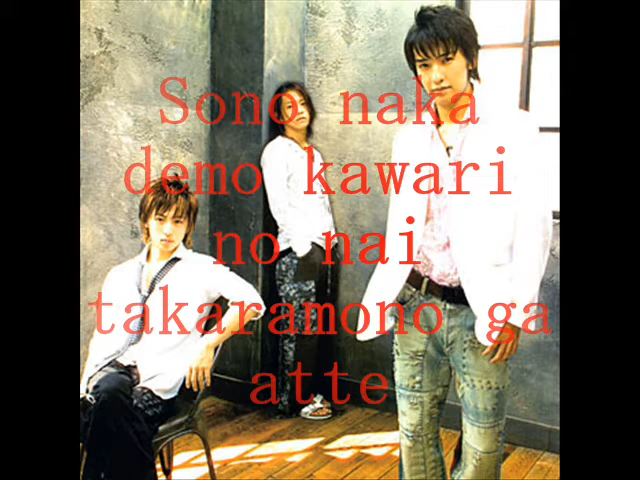 Sono naka
demo kawari
no nai
takaramono ga
atte